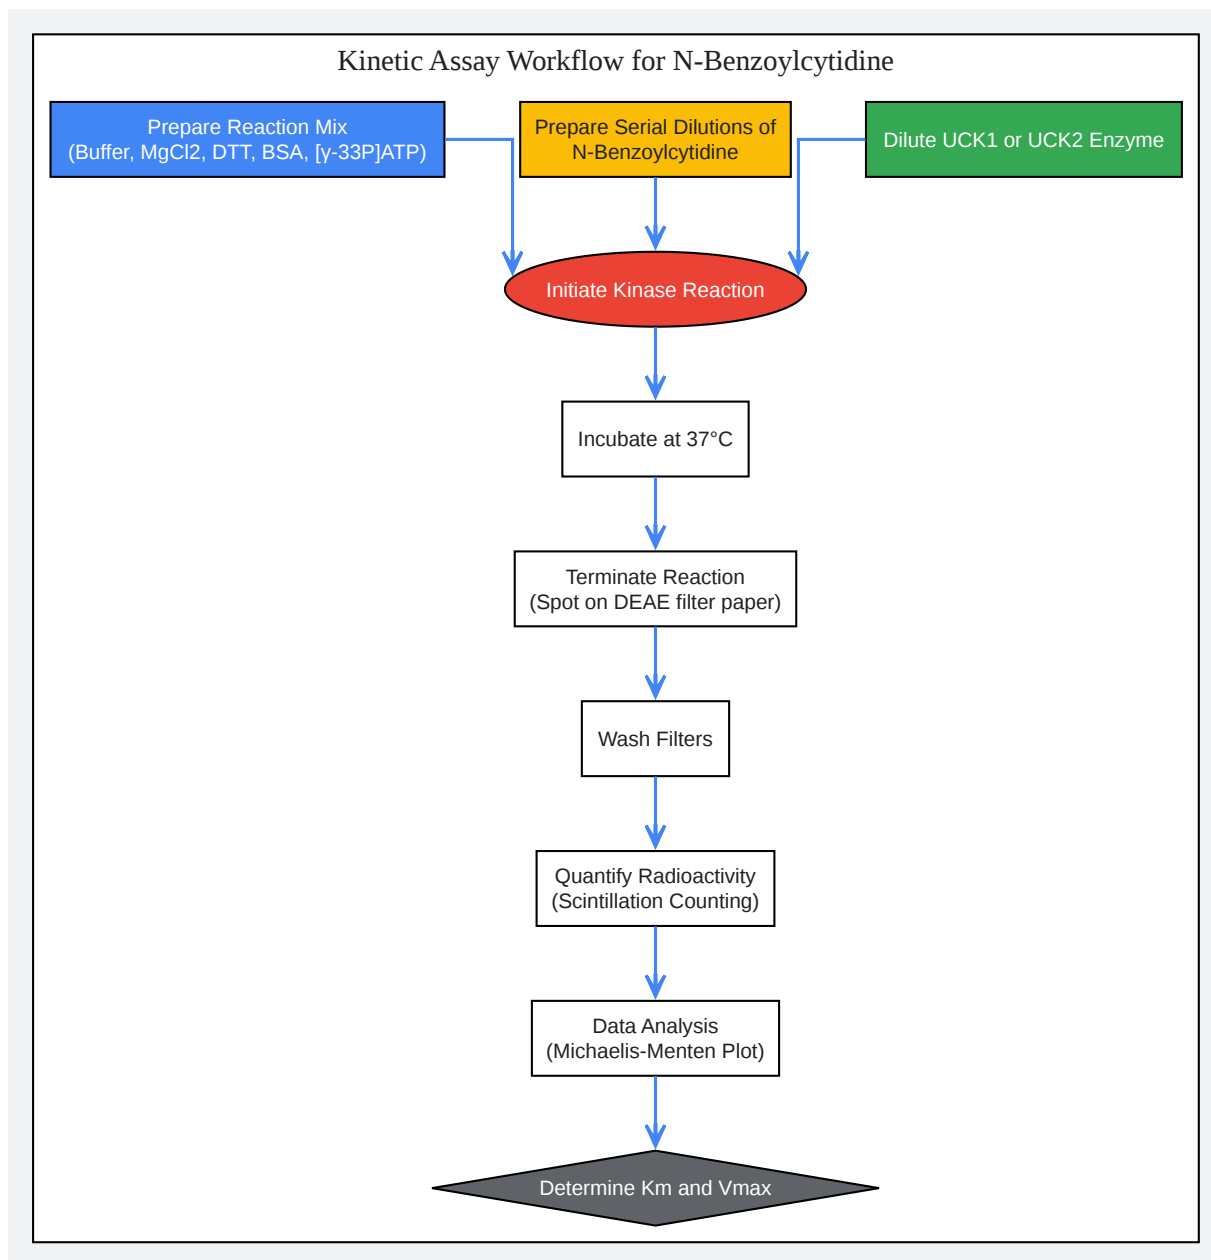 Kinetic Assay Workflow for N-Benzoylcytidine
Prepare Reaction Mix
(Buffer, MgCl2, DTT, BSA, [γ-33P]ATP)
Prepare Serial Dilutions of
N-Benzoylcytidine
Dilute UCK1 or UCK2 Enzyme
Initiate Kinase Reaction
Incubate at 37°C
Terminate Reaction
(Spot on DEAE filter paper)
Wash Filters
Quantify Radioactivity
(Scintillation Counting)
Data Analysis
(Michaelis-Menten Plot)
Determine Km and Vmax